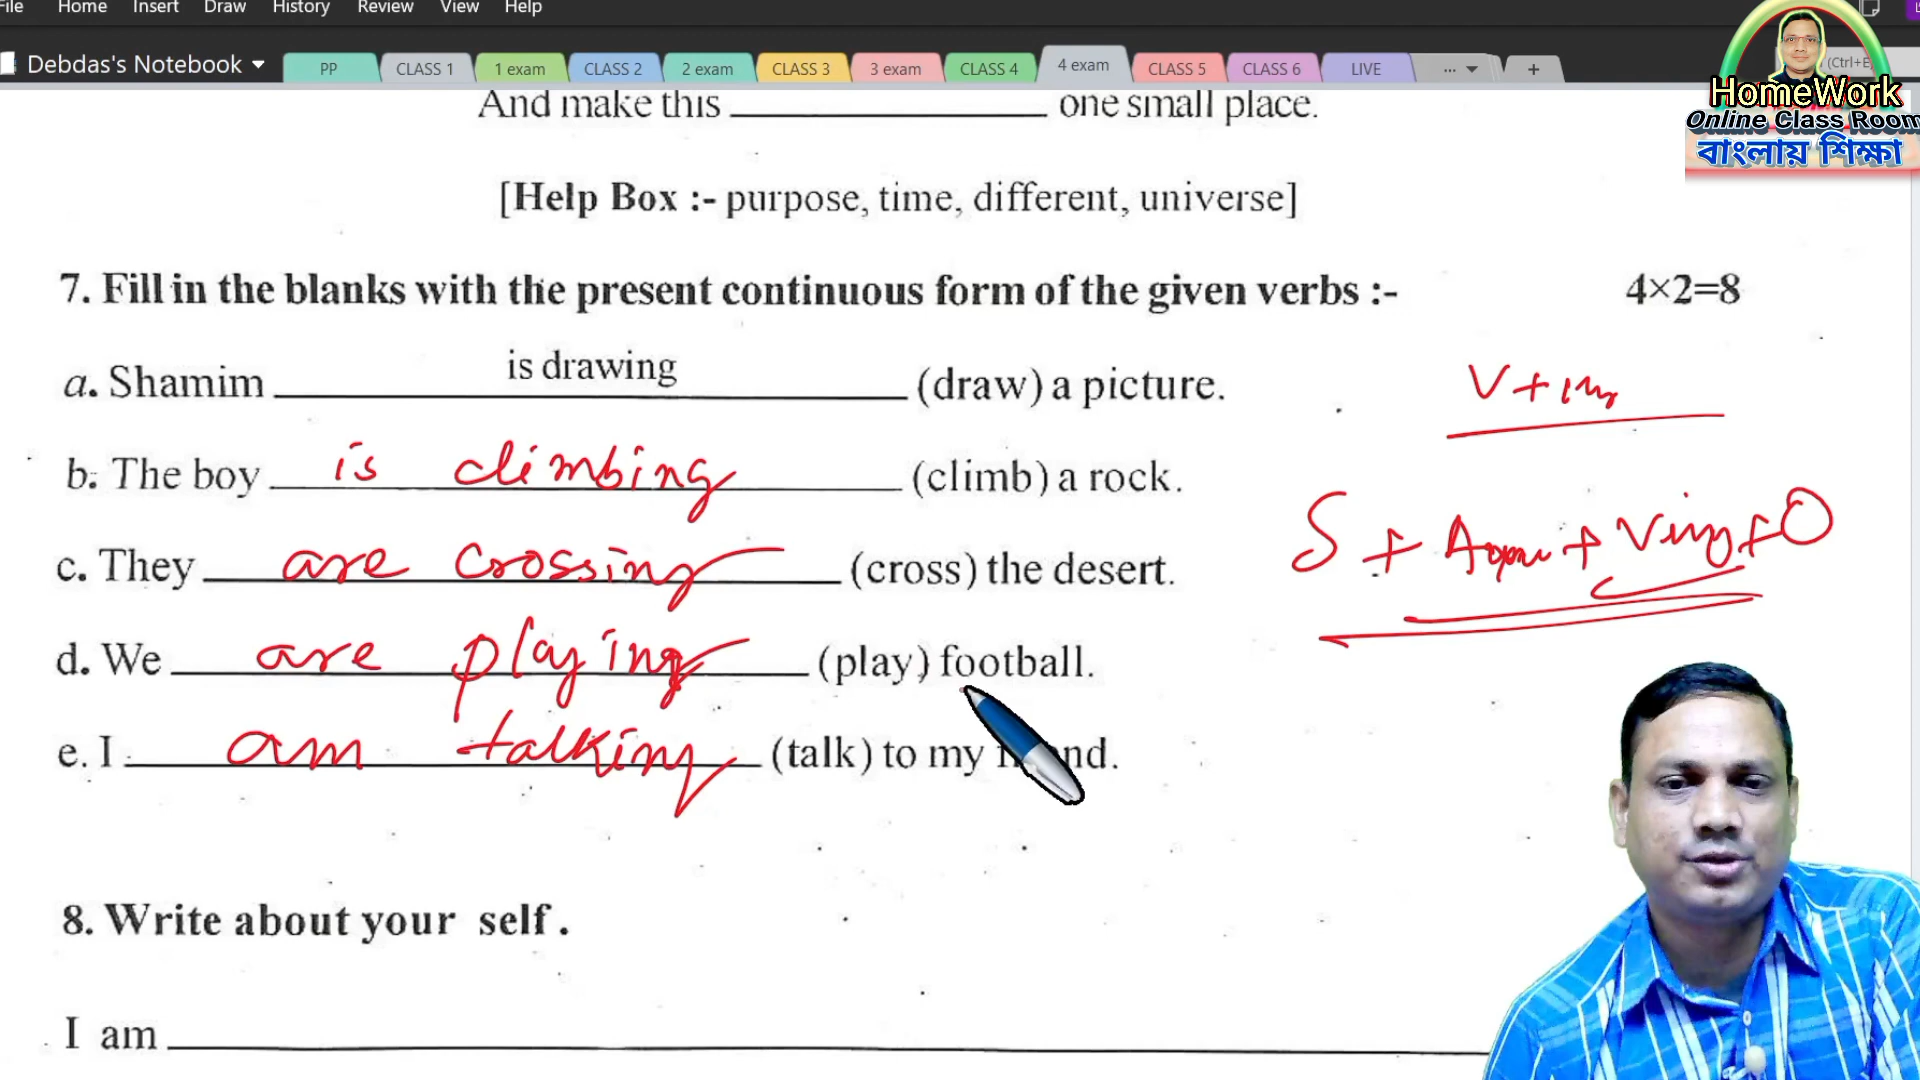 File Home Insert Draw History Review View Help
Debdas's Notebook PP CLASS 1 1 exam CLASS 2 2 exam CLASS 3 3 exam CLASS 4 4 exam CLASS 5 CLASS 6 LIVE ... +
(Ctrl+E)
HomeWork
Online Class Room
বাংলায় শিক্ষা
And make this ____________ one small place.
[Help Box :- purpose, time, different, universe]
7. Fill in the blanks with the present continuous form of the given verbs :- 4×2=8
a. Shamim is drawing (draw) a picture.
V + ing
b. The boy is climbing (climb) a rock.
S + + Ving + O
c. They are crossing (cross) the desert.
d. We are playing (play) football.
e. I am talking (talk) to my
8. Write about your self .
I am ____________